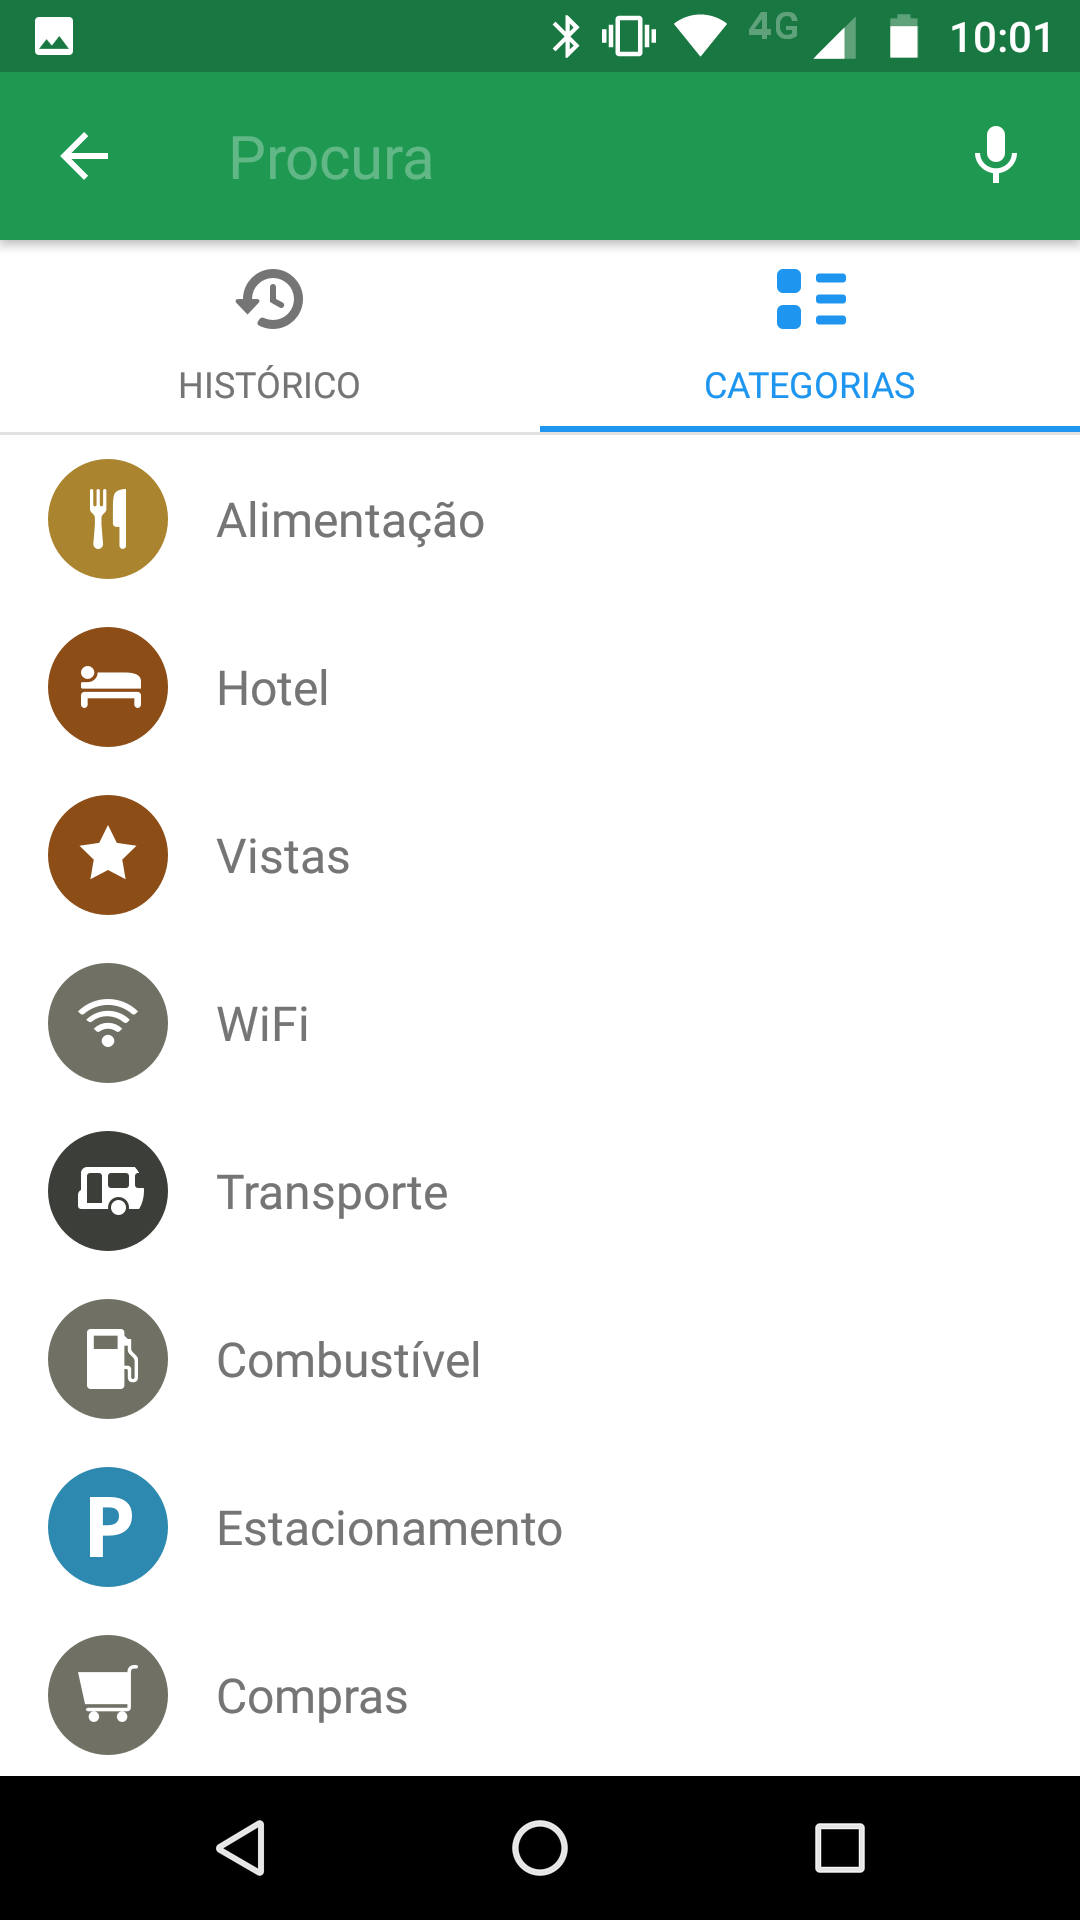 4G 10:01
Procura
HISTÓRICO CATEGORIAS
Alimentação
Hotel
Vistas
WiFi
Transporte
Combustível
P Estacionamento
Compras